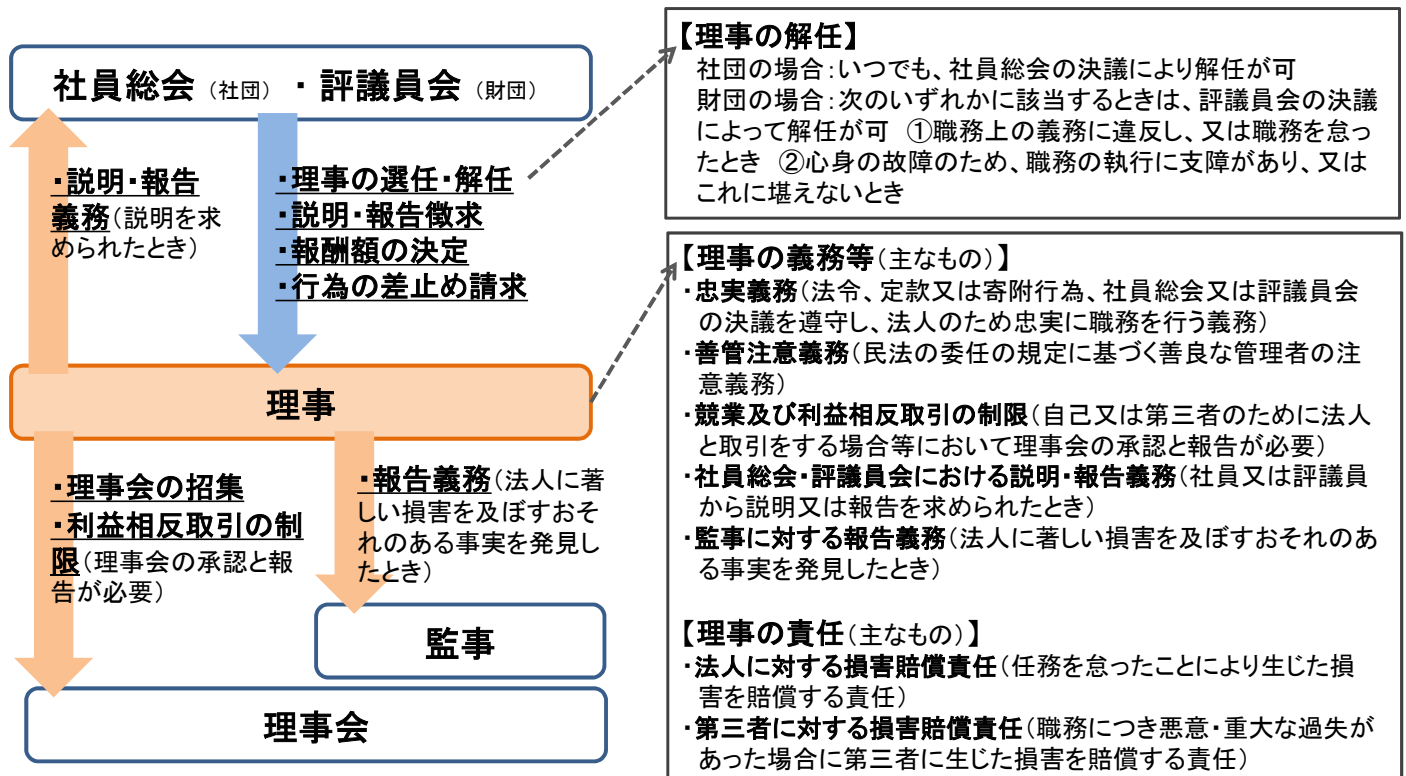 社員総会（社団）・評議員会（財団）
・説明・報告
義務（説明を求
められたとき）
・理事の選任・解任
・説明・報告徴求
・報酬額の決定
・行為の差止め請求
理事
・理事会の招集
・利益相反取引の制
限（理事会の承認と報
告が必要）
・報告義務（法人に著
しい損害を及ぼすおそ
れのある事実を発見し
たとき）
監事
理事会
【理事の解任】
社団の場合：いつでも、社員総会の決議により解任が可
財団の場合：次のいずれかに該当するときは、評議員会の決議
によって解任が可　①職務上の義務に違反し、又は職務を怠っ
たとき　②心身の故障のため、職務の執行に支障があり、又は
これに堪えないとき
【理事の義務等（主なもの）】
・忠実義務（法令、定款又は寄附行為、社員総会又は評議員会
の決議を遵守し、法人のため忠実に職務を行う義務）
・善管注意義務（民法の委任の規定に基づく善良な管理者の注
意義務）
・競業及び利益相反取引の制限（自己又は第三者のために法人
と取引をする場合等において理事会の承認と報告が必要）
・社員総会・評議員会における説明・報告義務（社員又は評議員
から説明又は報告を求められたとき）
・監事に対する報告義務（法人に著しい損害を及ぼすおそれのあ
る事実を発見したとき）
【理事の責任（主なもの）】
・法人に対する損害賠償責任（任務を怠ったことにより生じた損
害を賠償する責任）
・第三者に対する損害賠償責任（職務につき悪意・重大な過失が
あった場合に第三者に生じた損害を賠償する責任）